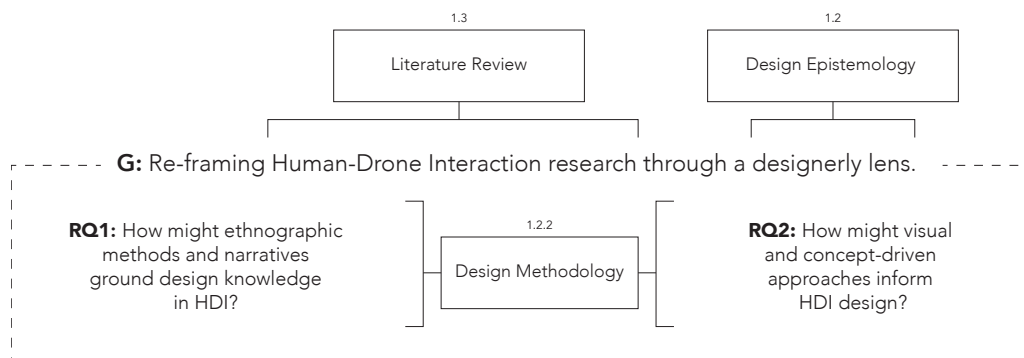 1.3
Literature Review
1.2
Design Epistemology
G: Re-framing Human-Drone Interaction research through a designerly lens.
RQ1: How might ethnographic
methods and narratives
ground design knowledge
in HDI?
1.2.2
Design Methodology
RQ2: How might visual
and concept-driven
approaches inform
HDI design?